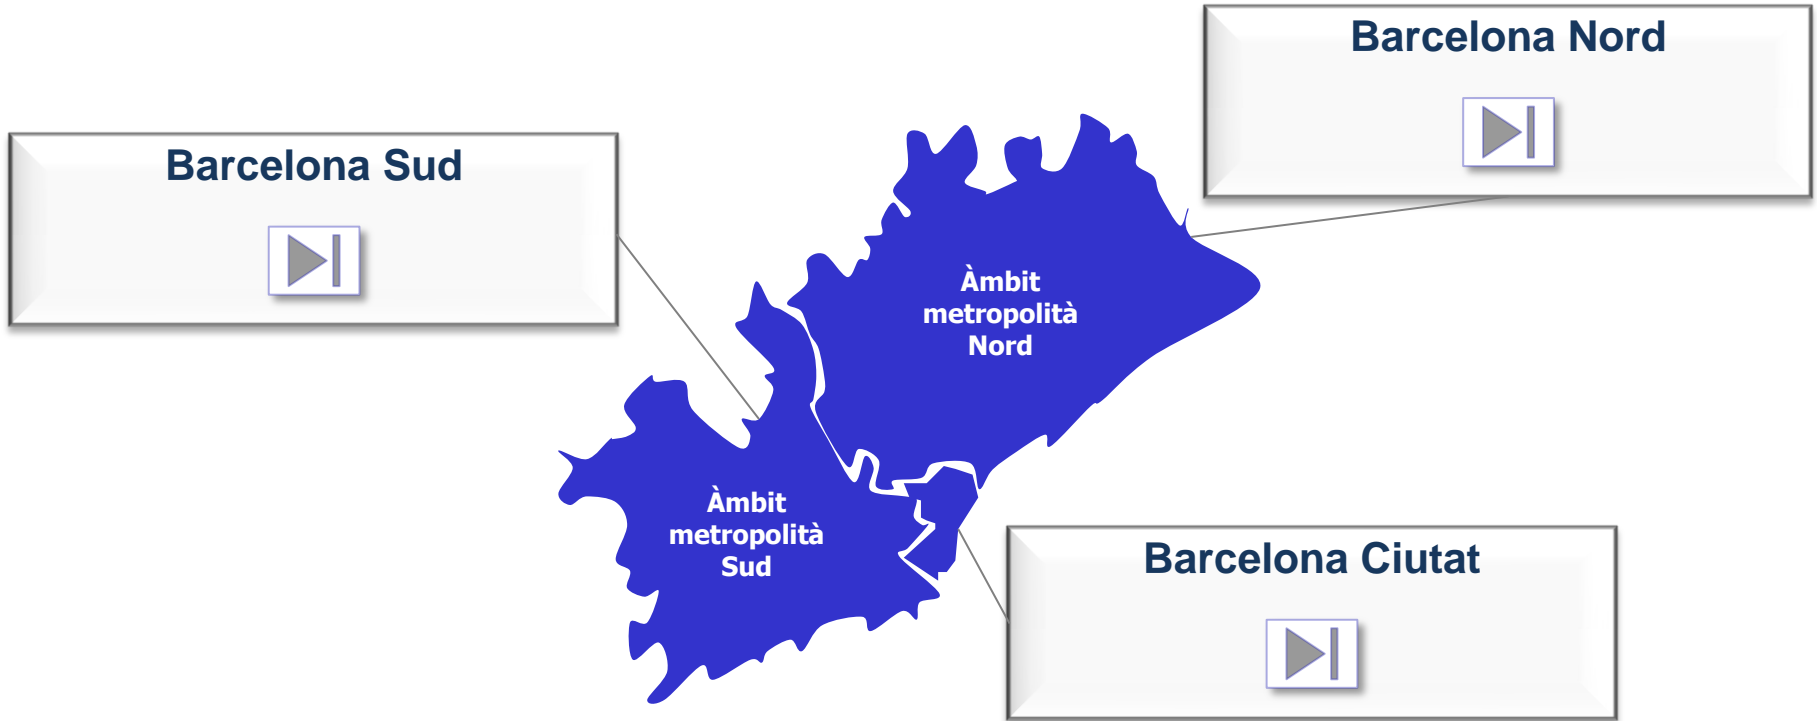 Barcelona Nord
Barcelona Sud
Àmbit
metropolità
Nord
Àmbit
metropolità
Sud
Barcelona Ciutat